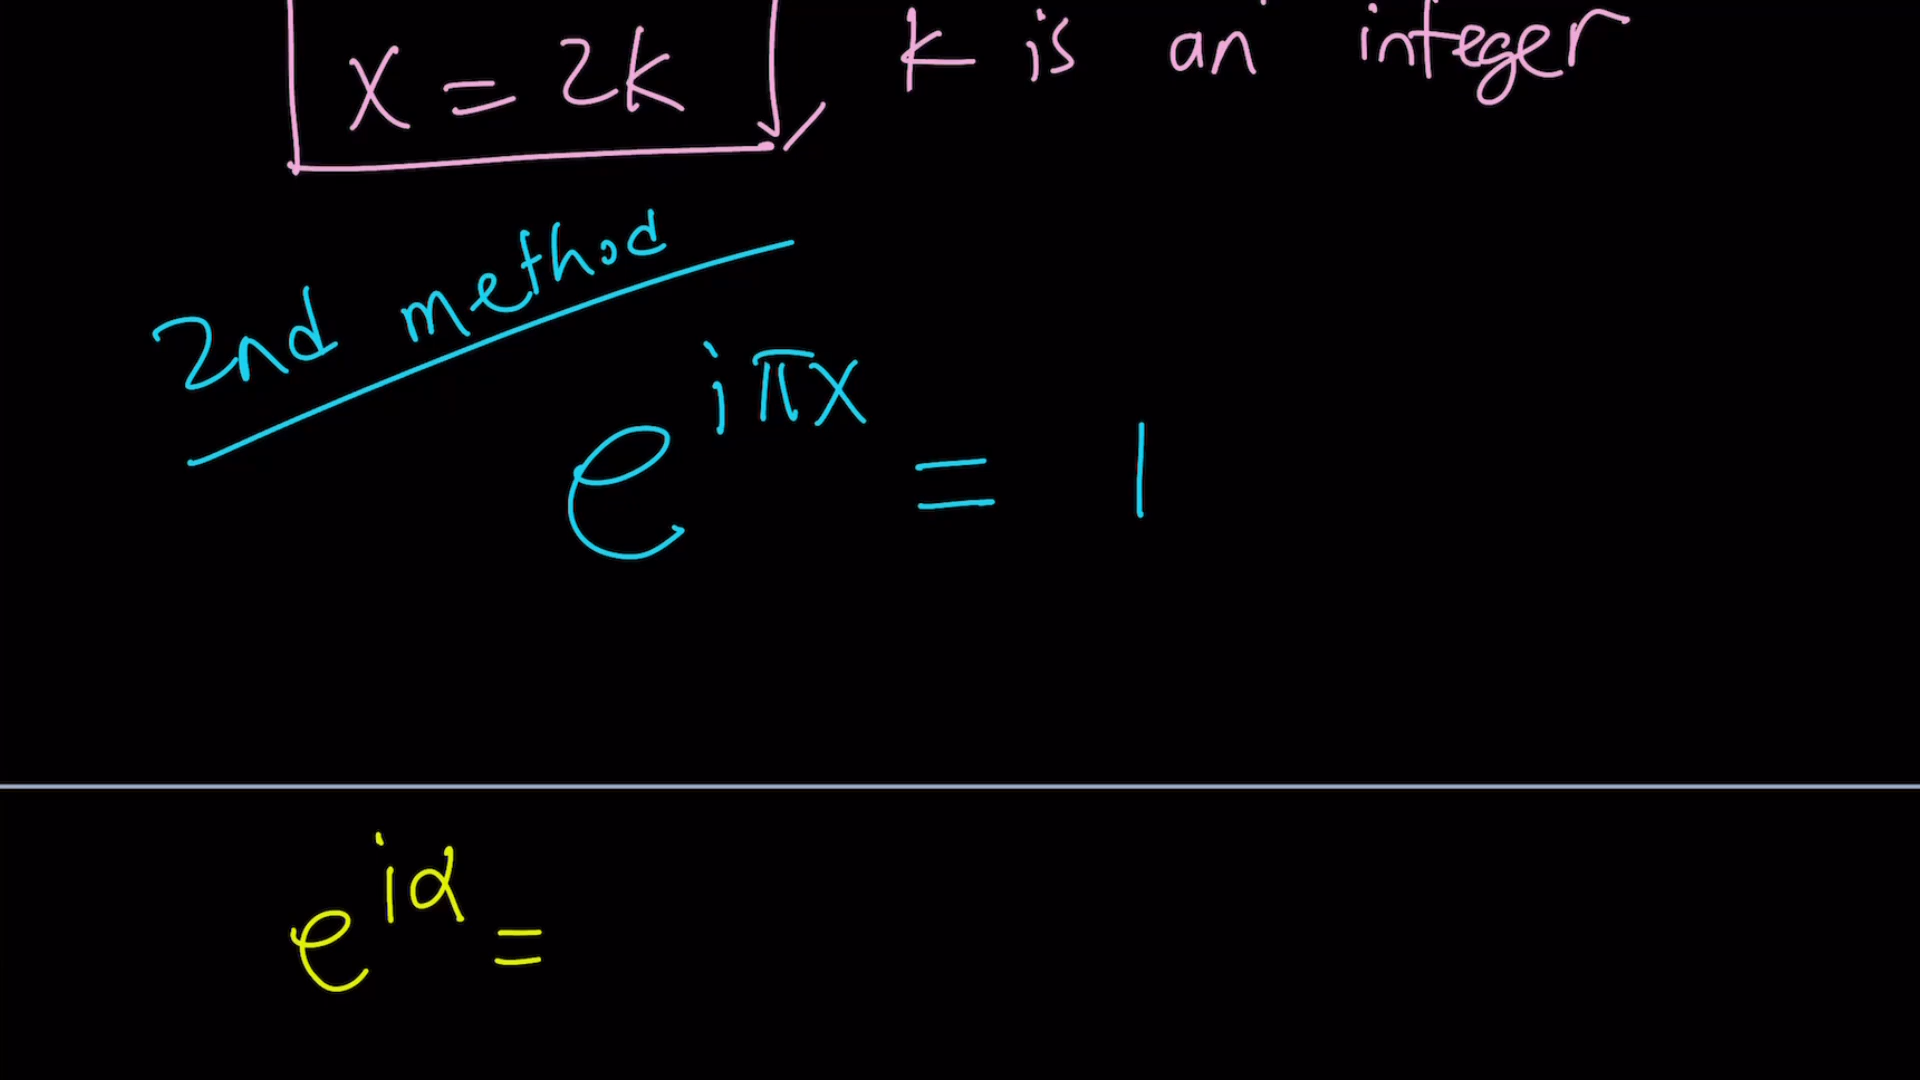 x = 2k, k is an integer
2nd method
e^{iπx} = 1
e^{iα} =